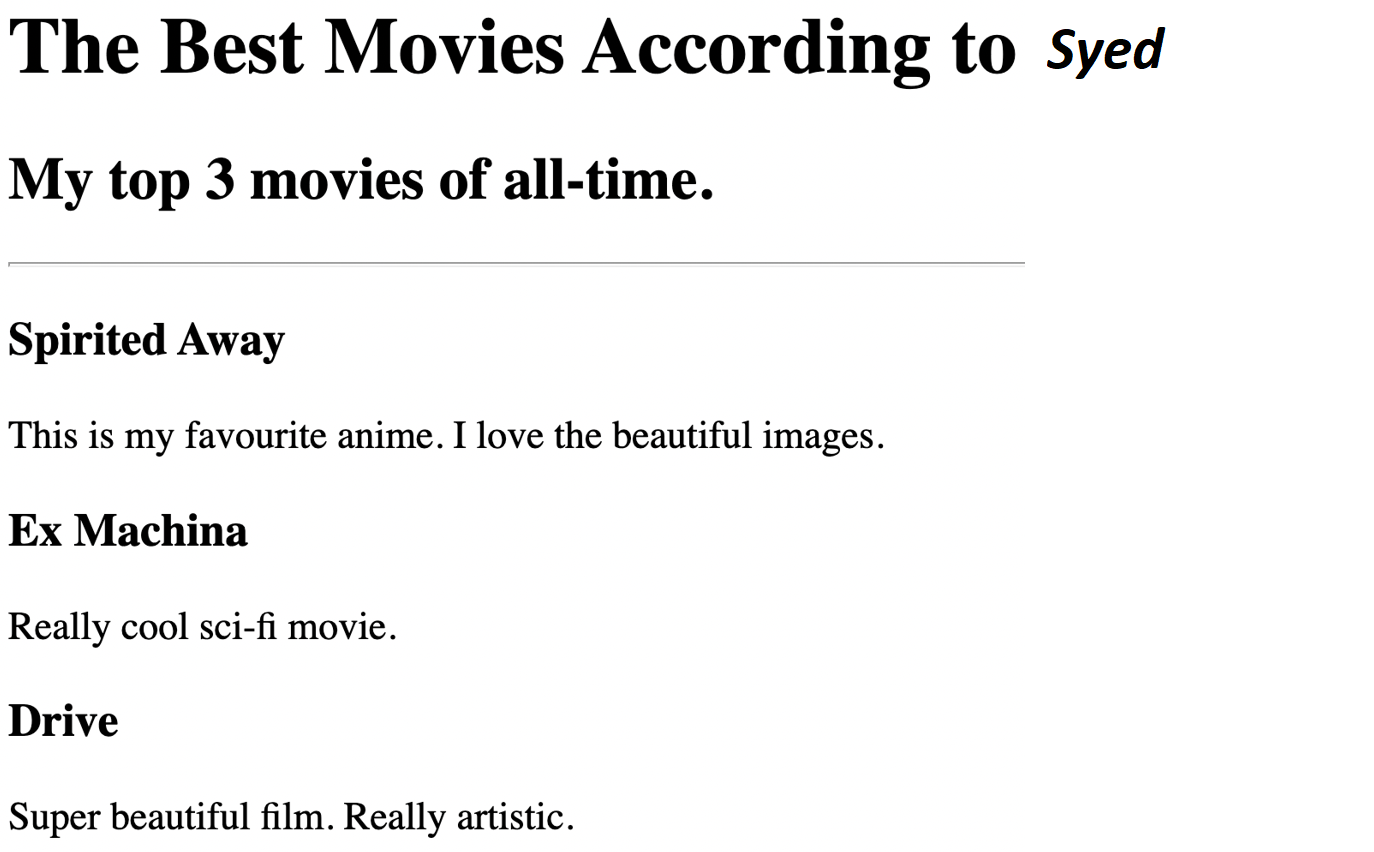 The Best Movies According to Syed
My top 3 movies of all-time.
Spirited Away
This is my favourite anime. I love the beautiful images.
Ex Machina
Really cool sci-fi movie.
Drive
Super beautiful film. Really artistic.